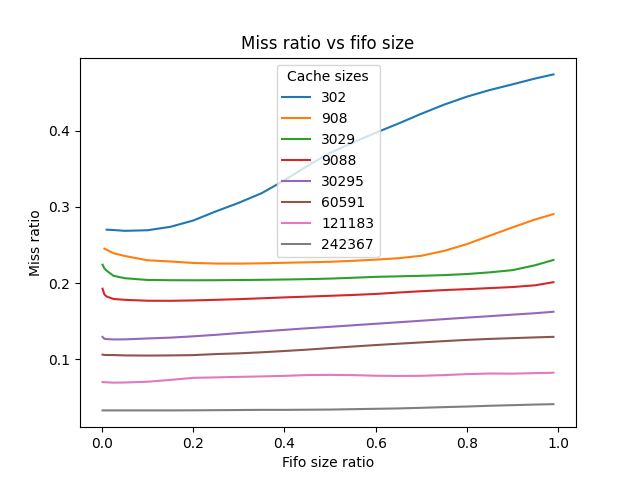 Miss ratio vs fifo size
Cache sizes
302
908
3029
9088
30295
60591
121183
242367
Miss ratio
0.4
0.3
0.2
0.1
0.0 0.2 0.4 0.6 0.8 1.0
Fifo size ratio